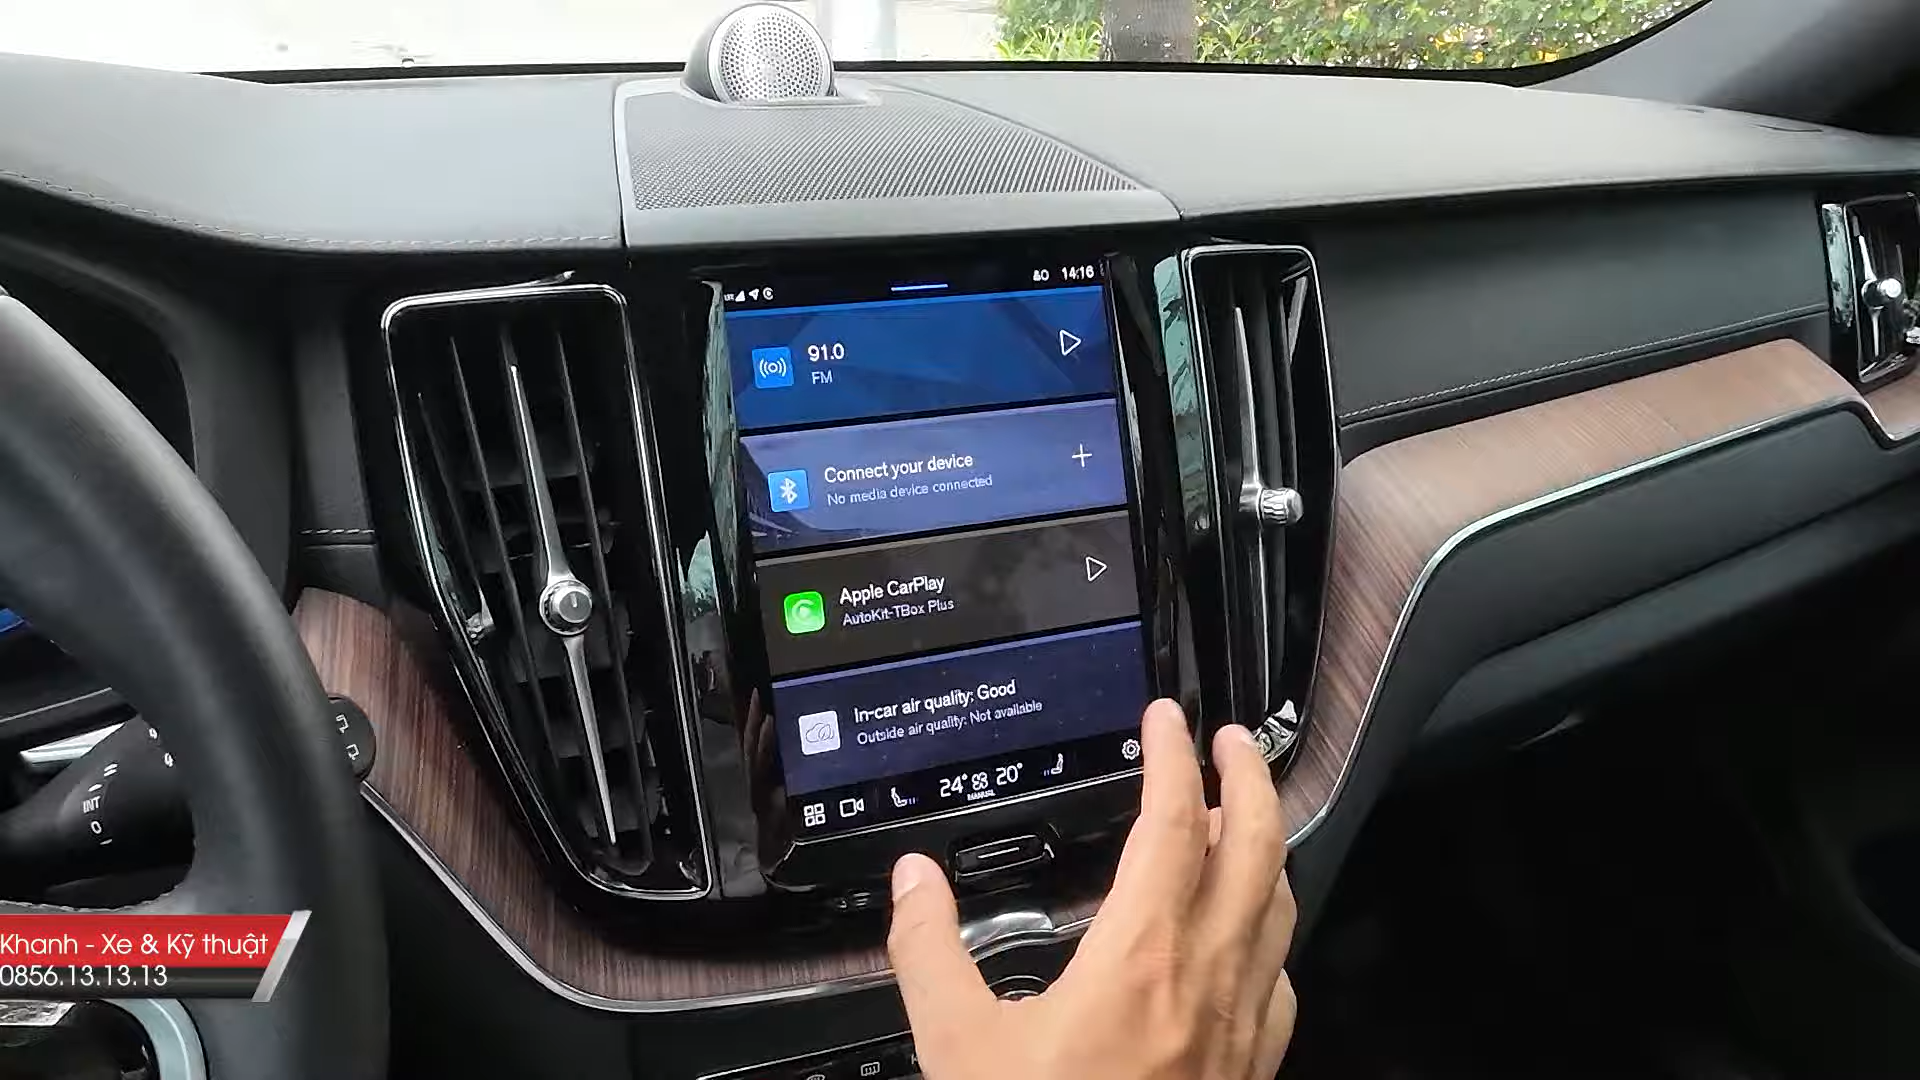 14:16
91.0
FM
Connect your device
No media device connected
Apple CarPlay
AutoKit-TBox Plus
In-car air quality: Good
Outside air quality: Not available
24° 20°
MANUAL
INT
0
Khanh - Xe & Kỹ thuật
0856.13.13.13